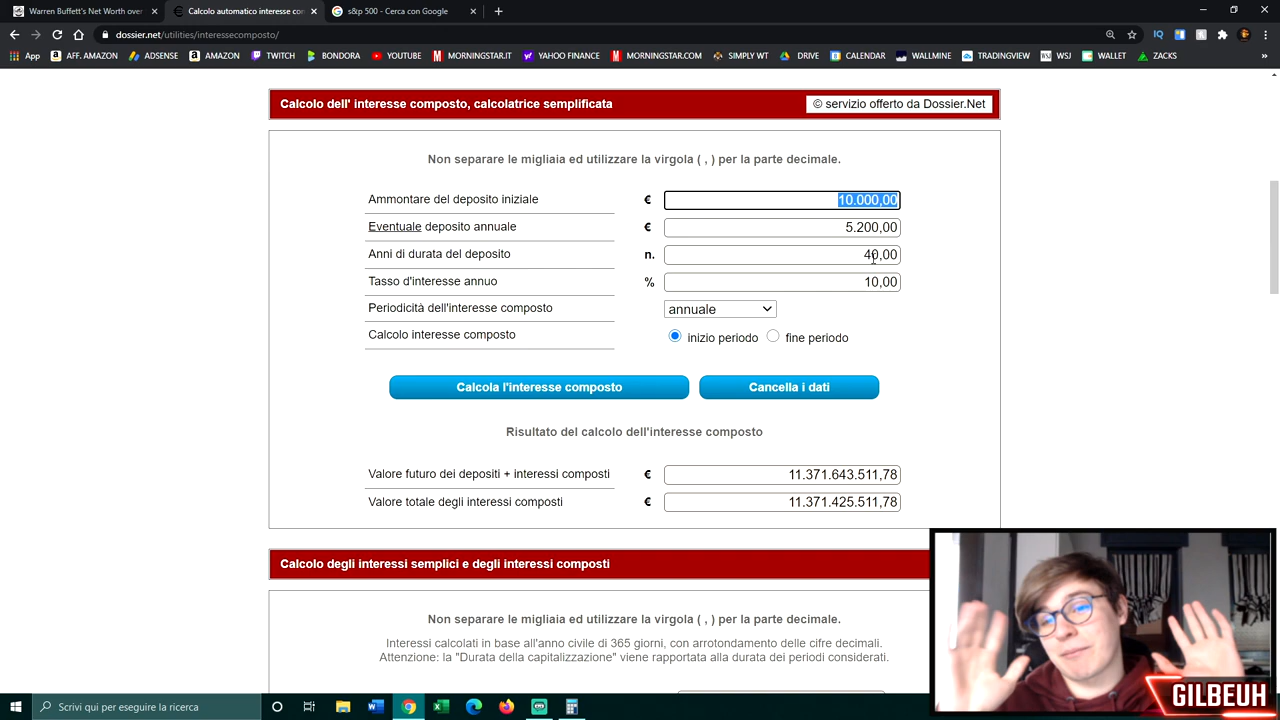 Warren Buffett's Net Worth over
Calcolo automatico interesse con
s&p 500 - Cerca con Google
dossier.net/utilities/interessecomposto/
App
AFF. AMAZON
ADSENSE
AMAZON
TWITCH
BONDORA
YOUTUBE
MORNINGSTAR.IT
YAHOO FINANCE
MORNINGSTAR.COM
SIMPLY WT
DRIVE
CALENDAR
WALLMINE
TRADINGVIEW
WSJ
WALLET
ZACKS
Calcolo dell' interesse composto, calcolatrice semplificata
© servizio offerto da Dossier.Net
Non separare le migliaia ed utilizzare la virgola ( , ) per la parte decimale.
Ammontare del deposito iniziale € 10.000,00
Eventuale deposito annuale € 5.200,00
Anni di durata del deposito n. 40,00
Tasso d'interesse annuo % 10,00
Periodicità dell'interesse composto annuale
Calcolo interesse composto inizio periodo fine periodo
Calcola l'interesse composto
Cancella i dati
Risultato del calcolo dell'interesse composto
Valore futuro dei depositi + interessi composti € 11.371.643.511,78
Valore totale degli interessi composti € 11.371.425.511,78
Calcolo degli interessi semplici e degli interessi composti
Non separare le migliaia ed utilizzare la virgola ( , ) per la parte decimale.
Interessi calcolati in base all'anno civile di 365 giorni, con arrotondamento delle cifre decimali.
Attenzione: la "Durata della capitalizzazione" viene rapportata alla durata dei periodi considerati.
GILBEUH
Scrivi qui per eseguire la ricerca